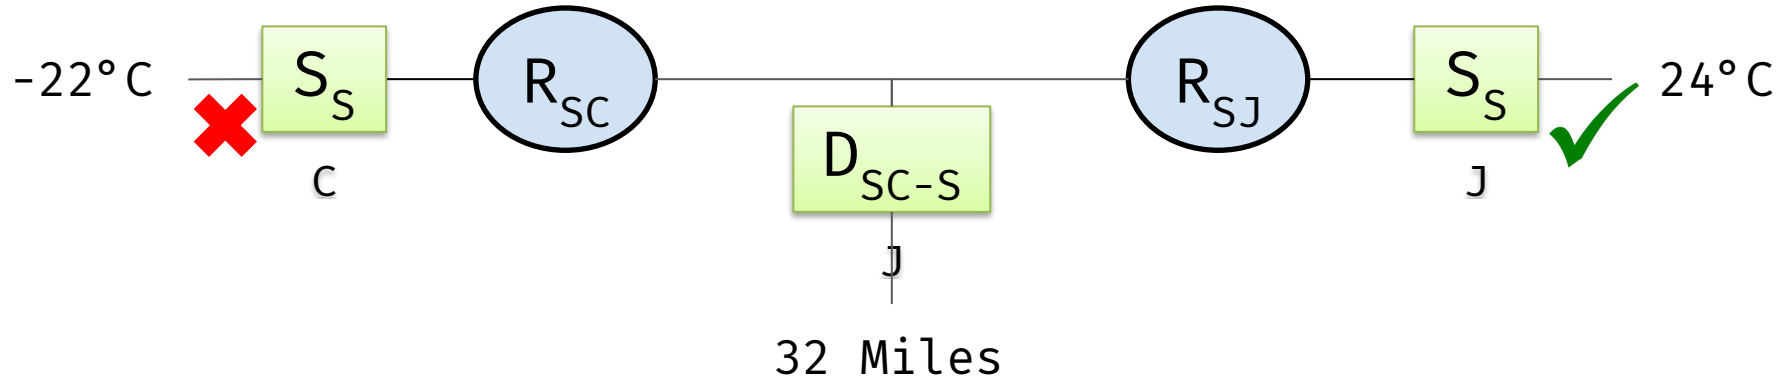 -22°C
S_S
C
R_SC
D_SC-S
J
32 Miles
R_SJ
S_S
J
24°C